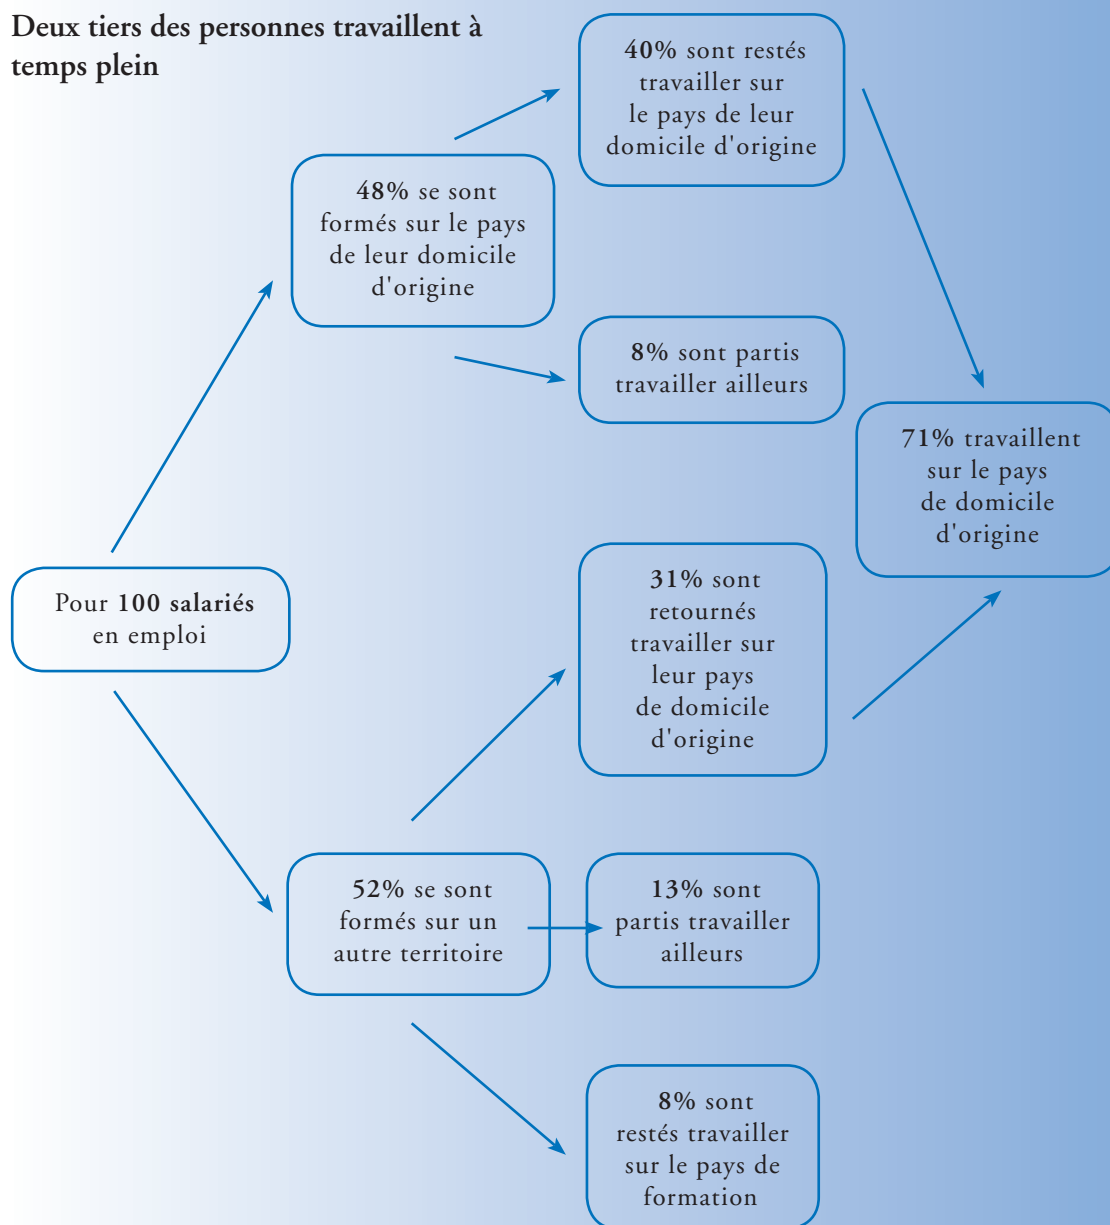 Deux tiers des personnes travaillent à
temps plein
40% sont restés
travailler sur
le pays de leur
domicile d'origine
48% se sont
formés sur le pays
de leur domicile
d'origine
8% sont partis
travailler ailleurs
71% travaillent
sur le pays
de domicile
d'origine
Pour 100 salariés
en emploi
31% sont
retournés
travailler sur
leur pays
de domicile
d'origine
52% se sont
formés sur un
autre territoire
13% sont
partis travailler
ailleurs
8% sont
restés travailler
sur le pays de
formation